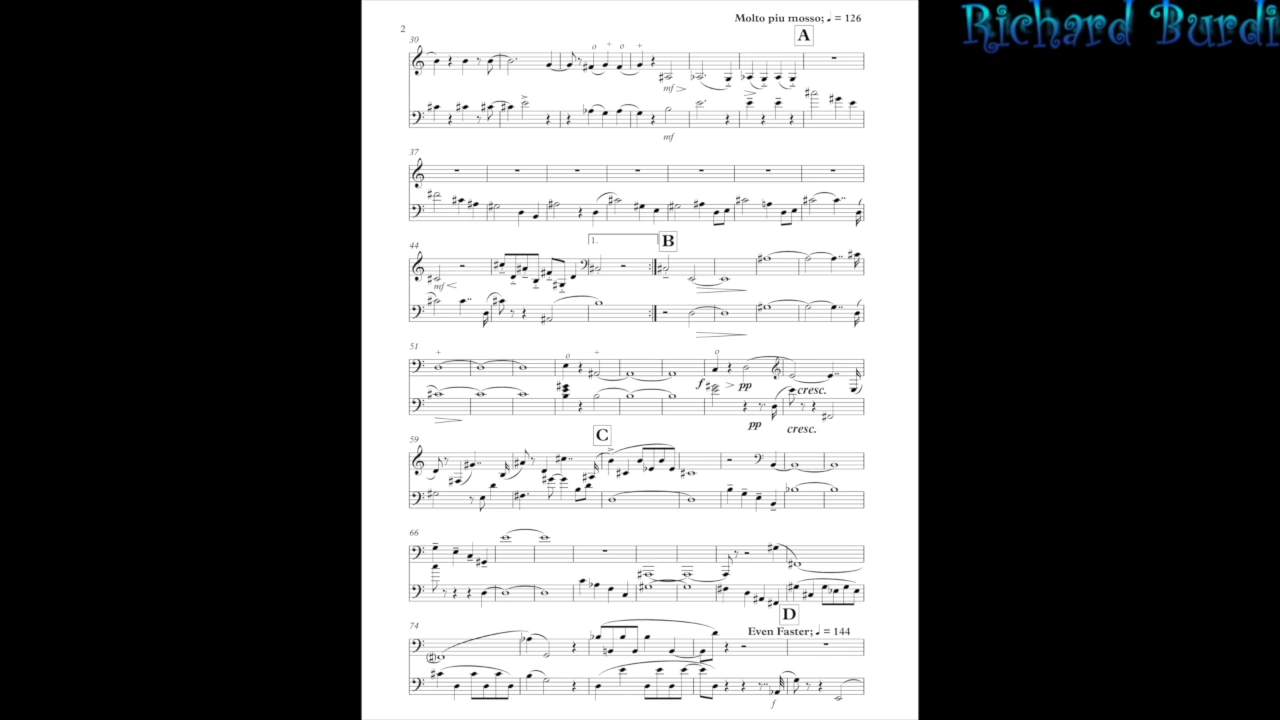 Molto piu mosso; ♩ = 126
Richard Burdi
2
A
30
o + o +
mf
mf
37
44
1.
B
mf
51
+
o
+
o
f
pp
cresc.
pp
cresc.
59
C
66
D
74
Even Faster; ♩ = 144
f